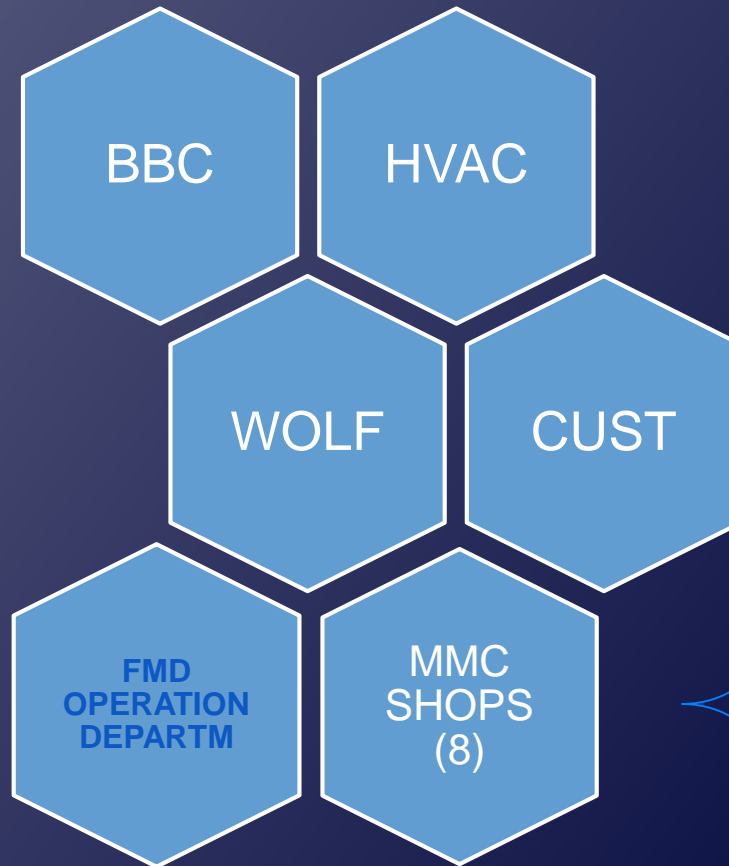 BBC
HVAC
WOLF
CUST
FMD
OPERATION
DEPARTM
MMC
SHOPS
(8)